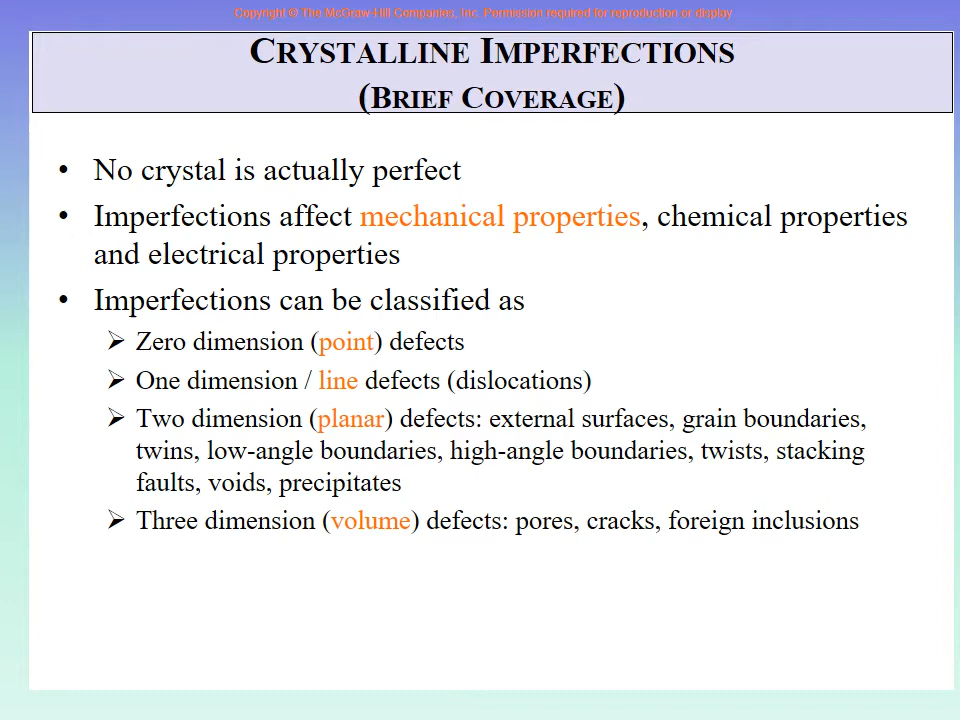 Copyright © The McGraw-Hill Companies, Inc. Permission required for reproduction or display
CRYSTALLINE IMPERFECTIONS
(BRIEF COVERAGE)
• No crystal is actually perfect
• Imperfections affect mechanical properties, chemical properties
and electrical properties
• Imperfections can be classified as
➢ Zero dimension (point) defects
➢ One dimension / line defects (dislocations)
➢ Two dimension (planar) defects: external surfaces, grain boundaries,
twins, low-angle boundaries, high-angle boundaries, twists, stacking
faults, voids, precipitates
➢ Three dimension (volume) defects: pores, cracks, foreign inclusions